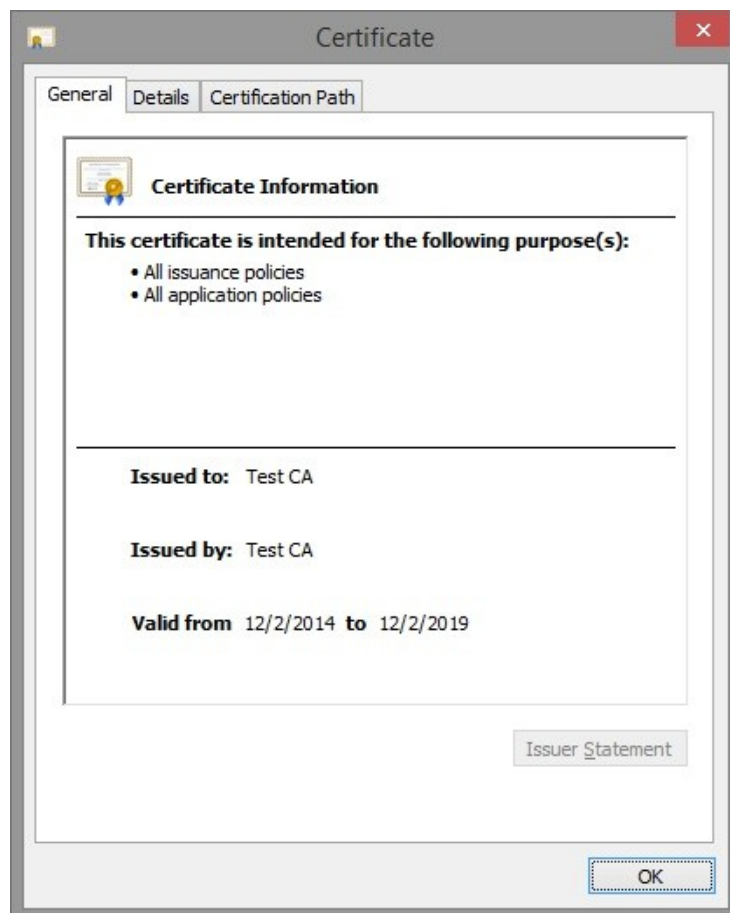 Certificate
General Details Certification Path
Certificate Information
This certificate is intended for the following purpose(s):
• All issuance policies
• All application policies
Issued to: Test CA
Issued by: Test CA
Valid from 12/2/2014 to 12/2/2019
Issuer Statement
OK